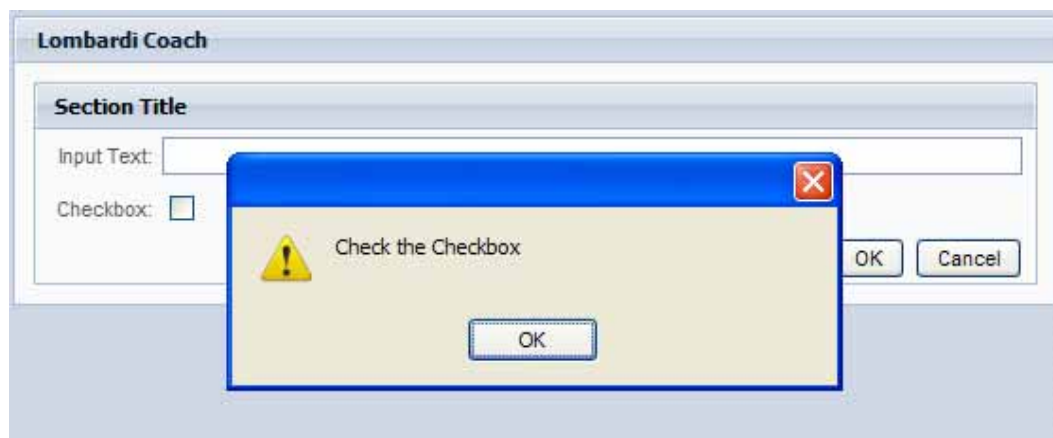 Lombardi Coach
Section Title
Input Text:
Checkbox:
Check the Checkbox
OK
OK Cancel